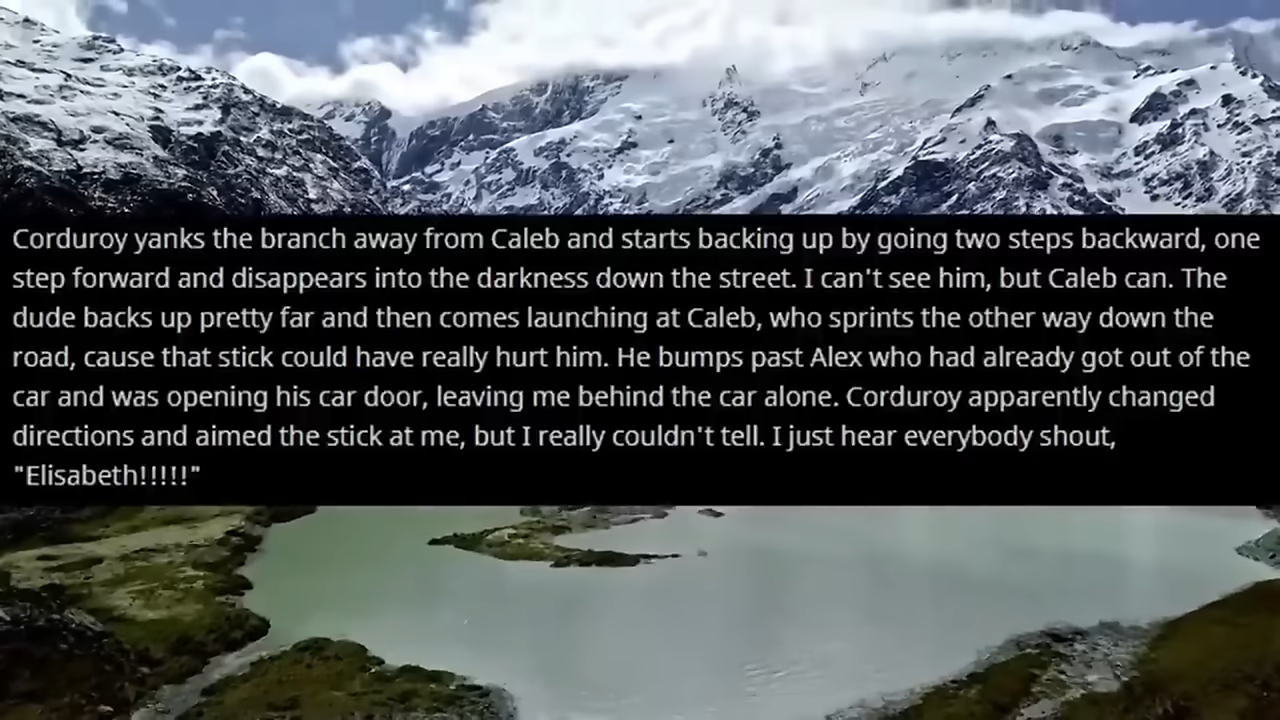 Corduroy yanks the branch away from Caleb and starts backing up by going two steps backward, one
step forward and disappears into the darkness down the street. I can't see him, but Caleb can. The
dude backs up pretty far and then comes launching at Caleb, who sprints the other way down the
road, cause that stick could have really hurt him. He bumps past Alex who had already got out of the
car and was opening his car door, leaving me behind the car alone. Corduroy apparently changed
directions and aimed the stick at me, but I really couldn't tell. I just hear everybody shout,
"Elisabeth!!!!!"